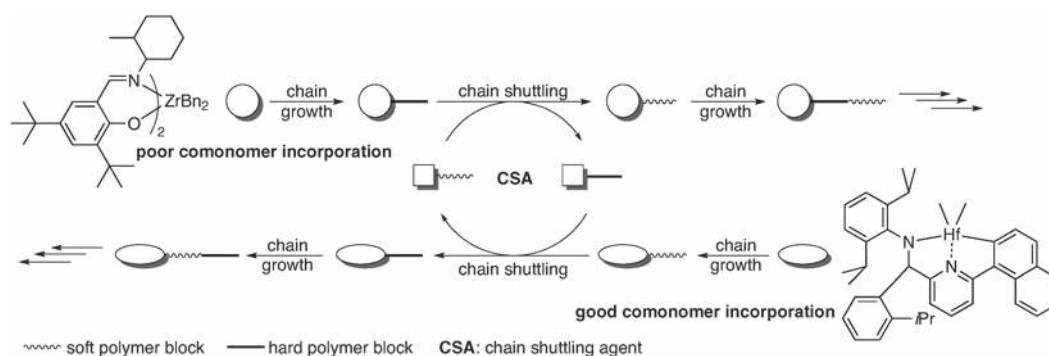 N
ZrBn2
O
2
poor comonomer incorporation
chain
growth
chain shuttling
chain
growth
CSA
chain
growth
chain shuttling
chain
growth
N
Hf
N
iPr
good comonomer incorporation
soft polymer block
hard polymer block
CSA: chain shuttling agent